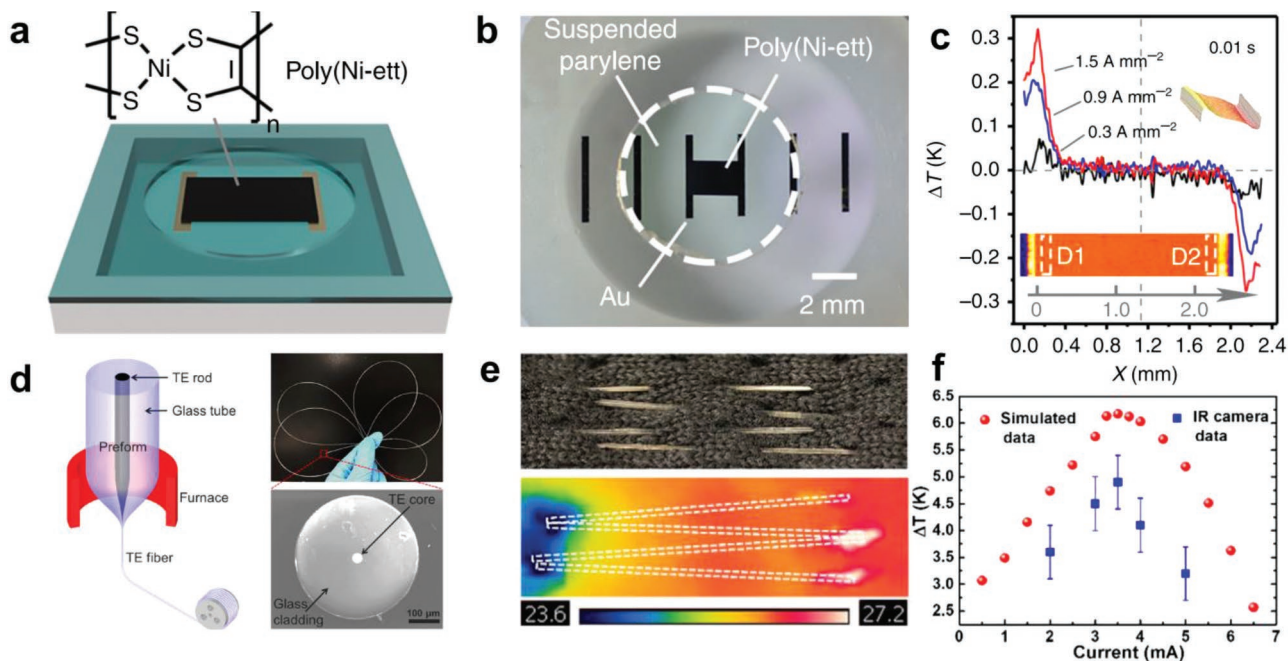 a
S
S
Ni
S
S
n
Poly(Ni-ett)
b
Suspended
parylene
Poly(Ni-ett)
Au
2 mm
c
0.01 s
1.5 A mm⁻²
0.9 A mm⁻²
0.3 A mm⁻²
ΔT (K)
0.3
0.2
0.1
0.0
−0.1
−0.2
−0.3
D1
D2
0
1.0
2.0
0.0 0.4 0.8 1.2 1.6 2.0 2.4
X (mm)
d
TE rod
Glass tube
Preform
Furnace
TE fiber
TE core
Glass
cladding
100 µm
e
23.6
27.2
f
Simulated
data
IR camera
data
ΔT (K)
6.5
6.0
5.5
5.0
4.5
4.0
3.5
3.0
2.5
0 1 2 3 4 5 6 7
Current (mA)